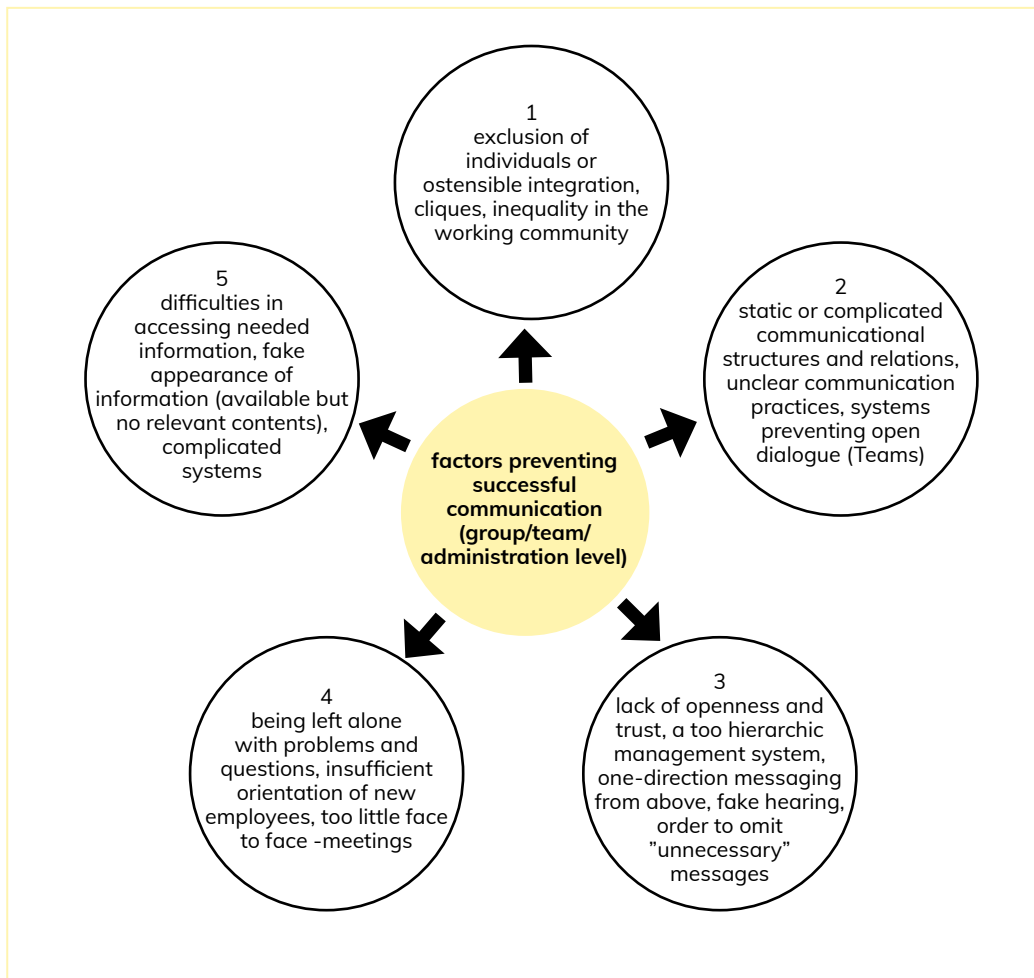 1
exclusion of
individuals or
ostensible integration,
cliques, inequality in the
working community
2
static or complicated
communicational
structures and relations,
unclear communication
practices, systems
preventing open
dialogue (Teams)
3
lack of openness and
trust, a too hierarchic
management system,
one-direction messaging
from above, fake hearing,
order to omit
”unnecessary”
messages
4
being left alone
with problems and
questions, insufficient
orientation of new
employees, too little face
to face -meetings
5
difficulties in
accessing needed
information, fake
appearance of
information (available but
no relevant contents),
complicated
systems
factors preventing
successful
communication
(group/team/
administration level)